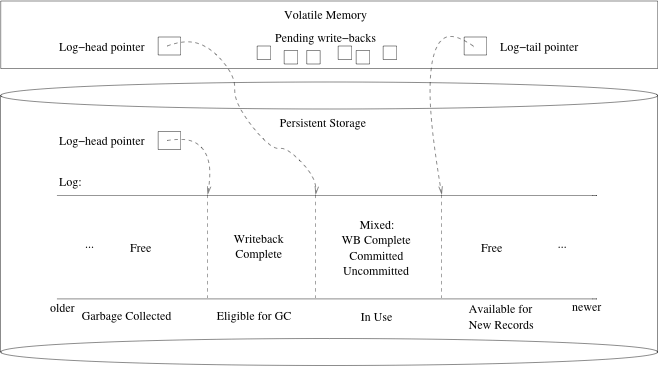 Volatile Memory
Pending write−backs
Log−head pointer
Log−tail pointer
Persistent Storage
Log−head pointer
Log:
... Free
Writeback
Complete
Mixed:
WB Complete
Committed
Uncommitted
Free ...
older
Garbage Collected
Eligible for GC
In Use
Available for
New Records
newer